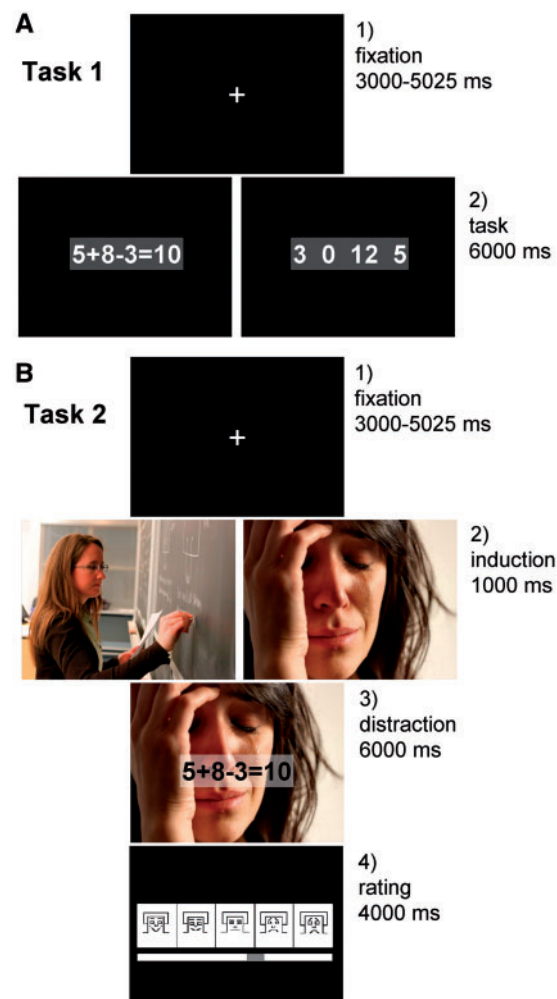 A
Task 1
1)
fixation
3000-5025 ms
+
5+8-3=10
3 0 12 5
2)
task
6000 ms
B
Task 2
1)
fixation
3000-5025 ms
+
2)
induction
1000 ms
5+8-3=10
3)
distraction
6000 ms
4)
rating
4000 ms